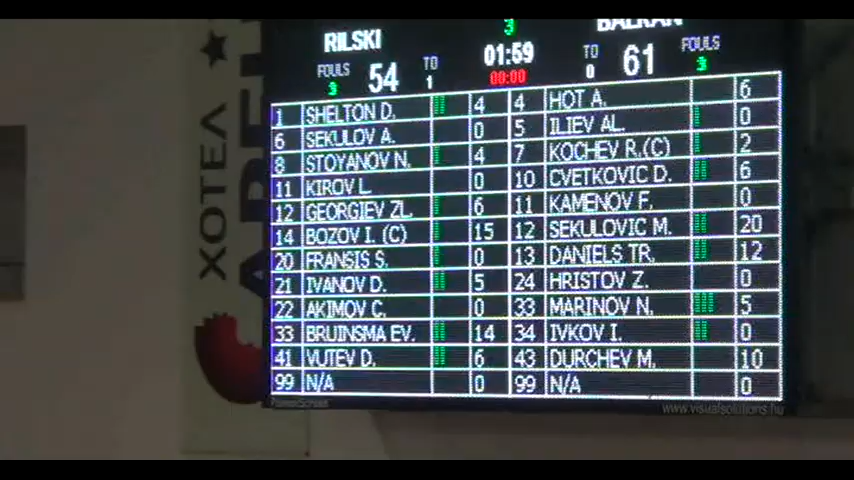 3
RILSKI BALKAN
FOULS TO 01:59 TO FOULS
3 54 1 00:00 0 61 3
1 SHELTON D. 4 4 HOT A. 6
6 SEKULOV A. 0 5 ILIEV AL. 0
8 STOYANOV N. 4 7 KOCHEV R.(C) 2
11 KIROV L. 0 10 CVETKOVIC D. 6
12 GEORGIEV ZL. 6 11 KAMENOV F. 0
14 BOZOV I. (C) 15 12 SEKULOVIC M. 20
20 FRANSIS S. 0 13 DANIELS TR. 12
21 IVANOV D. 5 24 HRISTOV Z. 0
22 AKIMOV C. 0 33 MARINOV N. 5
33 BRUINSMA EV. 14 34 IVKOV I. 0
41 VUTEV D. 6 43 DURCHEV M. 10
99 N/A 0 99 N/A 0
www.visualsolutions.hu
ХОТЕЛ